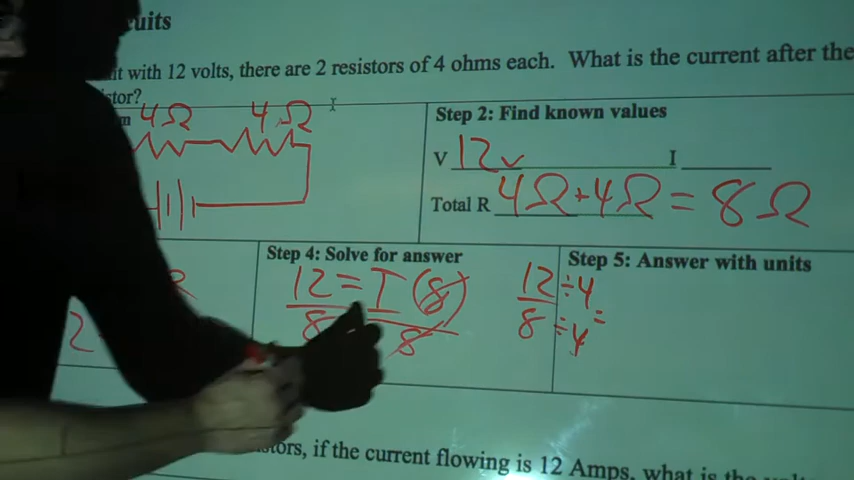 uits
with 12 volts, there are 2 resistors of 4 ohms each. What is the current after the
stor?
4Ω 4Ω
Step 2: Find known values
V 12v I
Total R 4Ω+4Ω = 8Ω
Step 4: Solve for answer
12 = I (8)
8 8
12 ÷4
8 ÷4 =
Step 5: Answer with units
2
stors, if the current flowing is 12 Amps, what is the